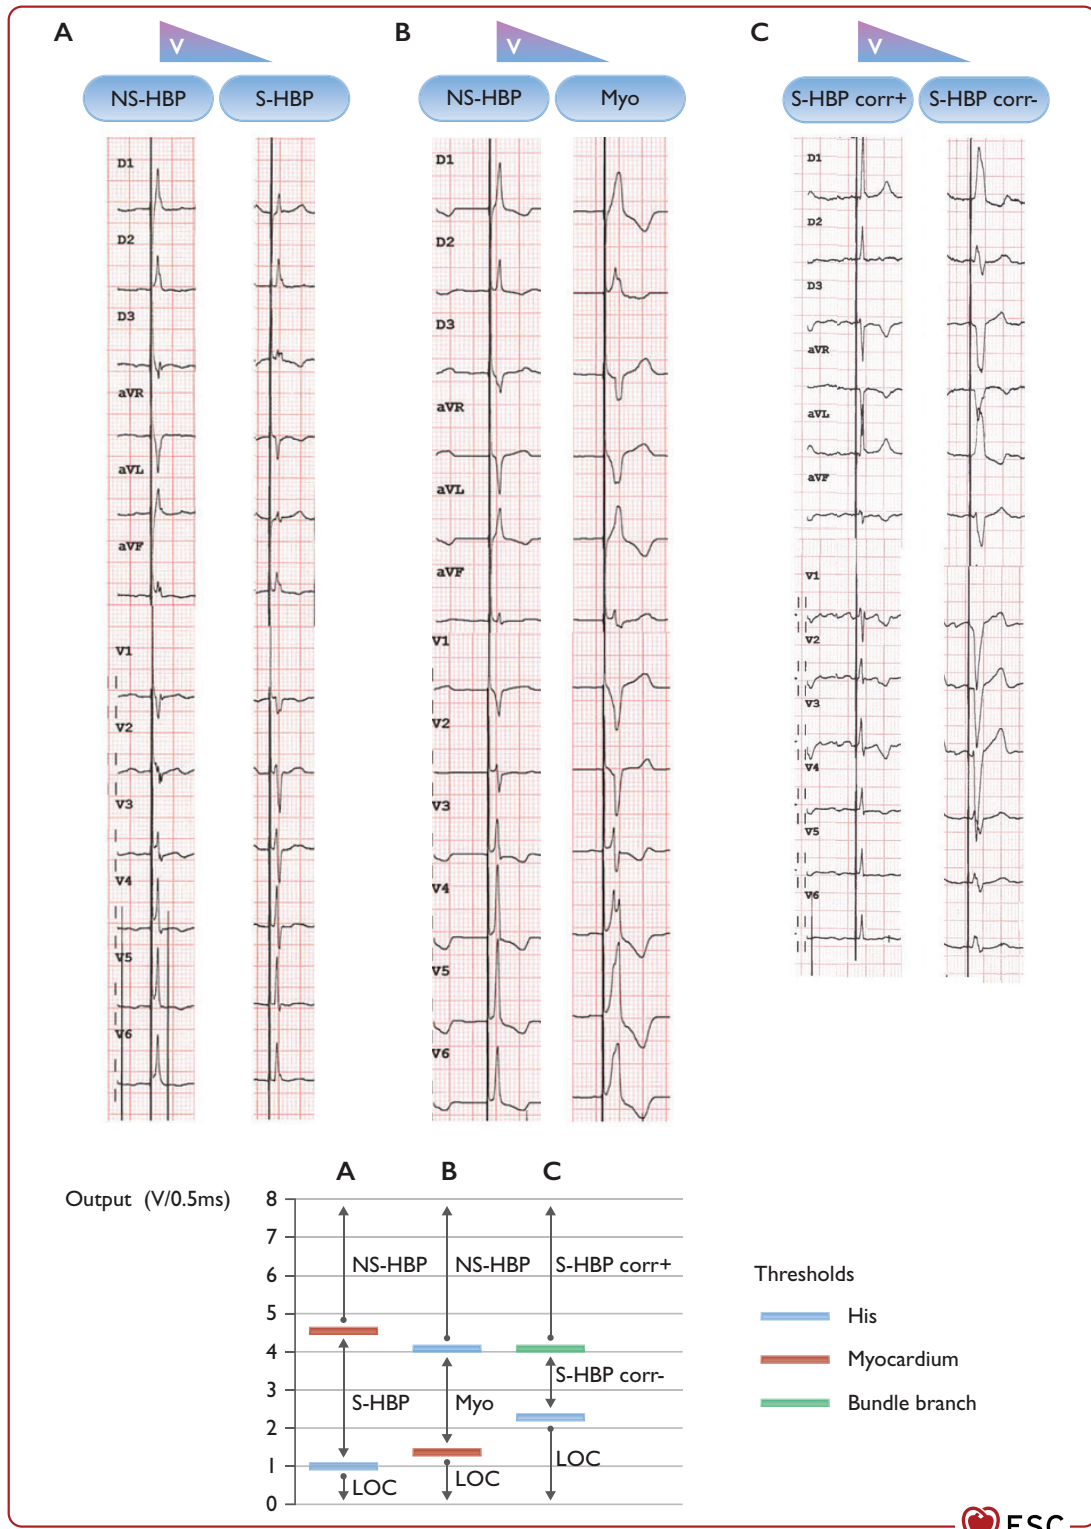 A
V
NS-HBP S-HBP
D1
D2
D3
aVR
aVL
aVF
V1
V2
V3
V4
V5
V6
B
V
NS-HBP Myo
D1
D2
D3
aVR
aVL
aVF
V1
V2
V3
V4
V5
V6
C
V
S-HBP corr+ S-HBP corr-
D1
D2
D3
aVR
aVL
aVF
V1
V2
V3
V4
V5
V6
A B C
Output (V/0.5ms)
8
7
6
5
4
3
2
1
0
NS-HBP NS-HBP S-HBP corr+
S-HBP corr-
S-HBP Myo
LOC
LOC LOC
Thresholds
His
Myocardium
Bundle branch
ESC